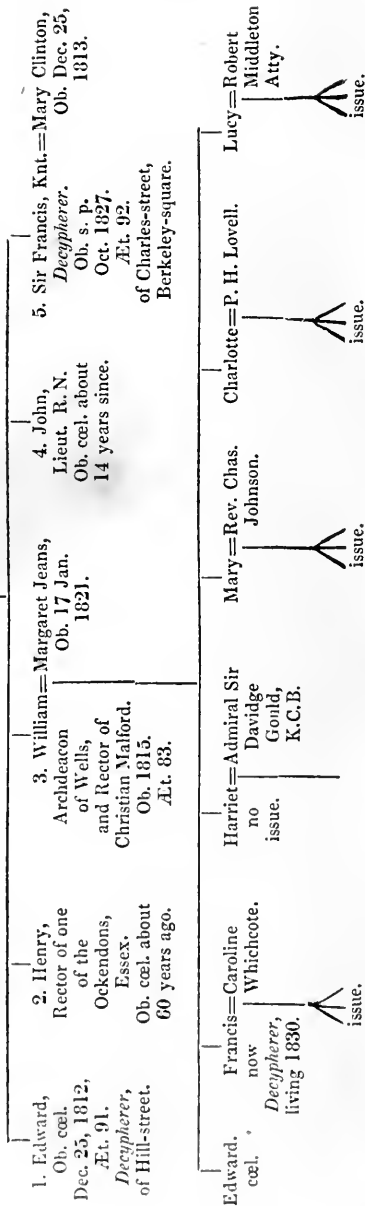 1. Edward,
Ob. cœl.
Dec. 25, 1812,
Æt. 91.
Decypherer,
of Hill-street.
2. Henry,
Rector of one
of the
Ockendons,
Essex.
Ob. cœl. about
60 years ago.
3. William=Margaret Jeans,
Archdeacon Ob. 17 Jan.
of Wells, 1821.
and Rector of
Christian Malford.
Ob. 1815.
Æt. 83.
4. John,
Lieut. R.N.
Ob. cœl. about
14 years since.
5. Sir Francis, Knt.=Mary Clinton,
Decypherer. Ob. Dec. 25,
Ob. s. p. 1813.
Oct. 1827.
Æt. 92.
of Charles-street,
Berkeley-square.
Edward.
cœl.
Francis=Caroline
now Whichcote.
Decypherer,
living 1830.
issue.
Harriet=Admiral Sir
no Davidge
issue. Gould,
K.C.B.
Mary=Rev. Chas.
Johnson.
issue.
Charlotte=P. H. Lovell.
issue.
Lucy=Robert
Middleton
Atty.
issue.